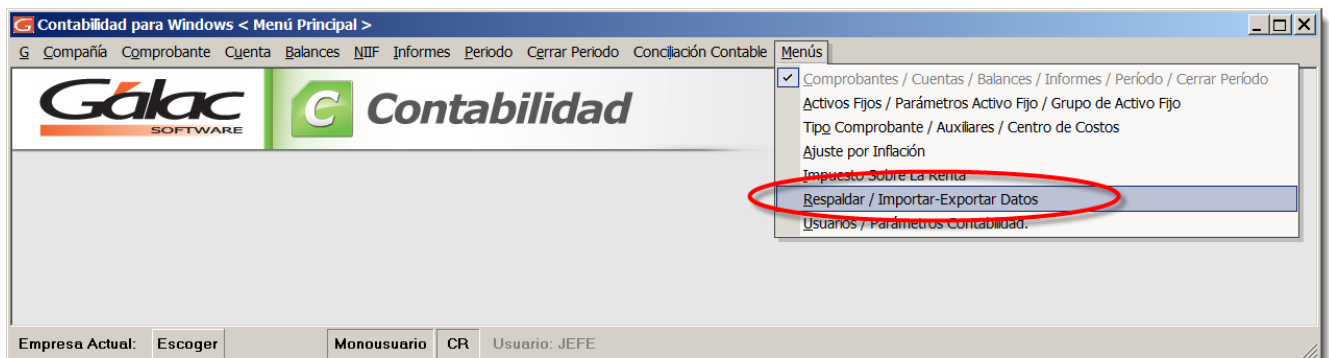 G Contabilidad para Windows < Menú Principal >
G Compañía Comprobante Cuenta Balances NIIF Informes Periodo Cerrar Periodo Conciliación Contable Menús
Gálac
SOFTWARE
C Contabilidad
Comprobantes / Cuentas / Balances / Informes / Período / Cerrar Período
Activos Fijos / Parámetros Activo Fijo / Grupo de Activo Fijo
Tipo Comprobante / Auxiliares / Centro de Costos
Ajuste por Inflación
Impuesto Sobre La Renta
Respaldar / Importar-Exportar Datos
Usuarios / Parámetros Contabilidad.
Empresa Actual: Escoger Monousuario CR Usuario: JEFE